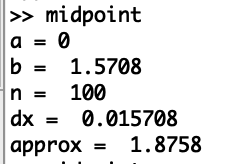 >> midpoint
a = 0
b =  1.5708
n =  100
dx =  0.015708
approx =  1.8758